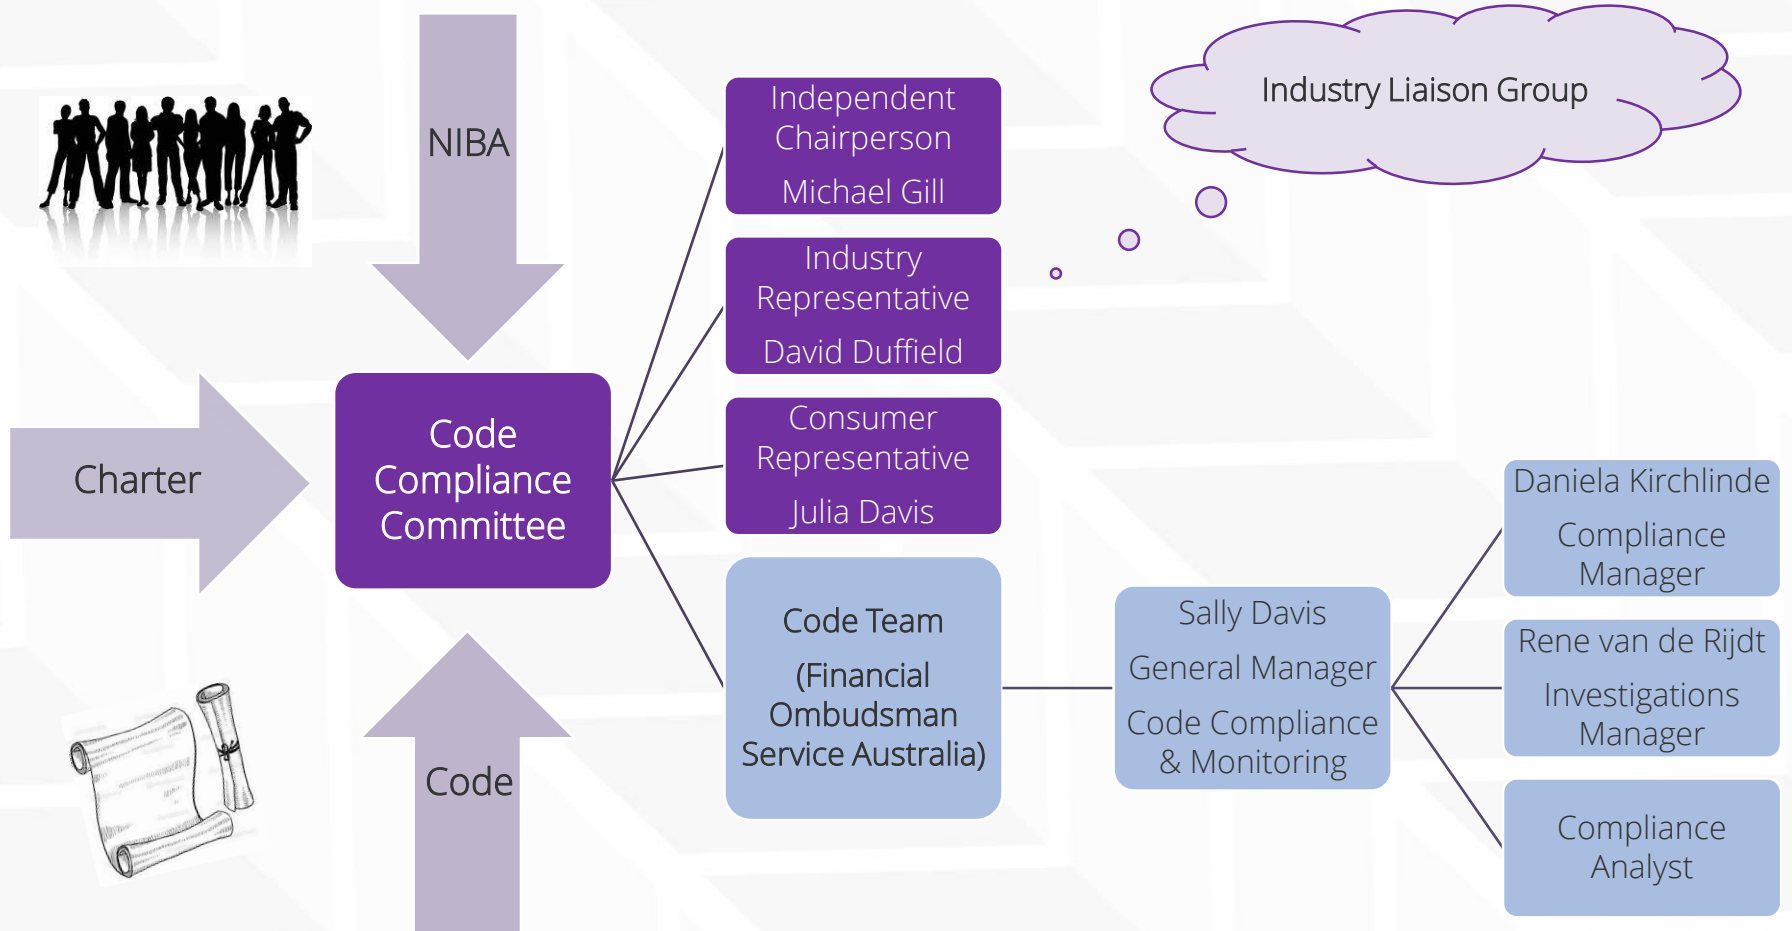 NIBA
Charter
Code
Code
Compliance
Committee
Independent
Chairperson
Michael Gill
Industry
Representative
David Duffield
Consumer
Representative
Julia Davis
Code Team
(Financial
Ombudsman
Service Australia)
Industry Liaison Group
Sally Davis
General Manager
Code Compliance
& Monitoring
Daniela Kirchlinde
Compliance
Manager
Rene van de Rijdt
Investigations
Manager
Compliance
Analyst